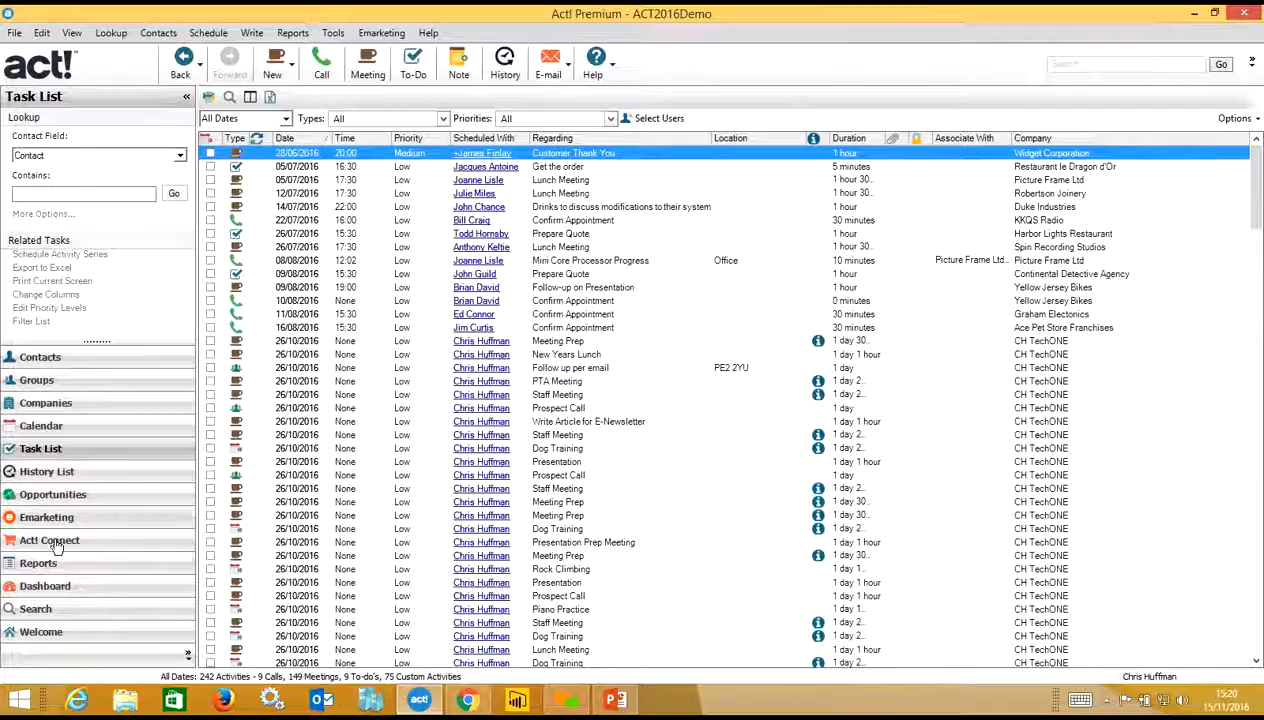 Act! Premium - ACT2016Demo
File Edit View Lookup Contacts Schedule Write Reports Tools Emarketing Help
act! Back Forward New Call Meeting To-Do Note History E-mail Help Search Go
Task List «
Lookup
Contact Field:
Contact
Contains:
Go
More Options...
Related Tasks
Schedule Activity Series
Export to Excel
Print Current Screen
Change Columns
Edit Priority Levels
Filter List
Contacts
Groups
Companies
Calendar
Task List
History List
Opportunities
Emarketing
Act! Connect
Reports
Dashboard
Search
Welcome
All Dates Types: All Priorities: All Select Users Options
Type Date Time Priority Scheduled With Regarding Location Duration Associate With Company
28/06/2016 20:00 Medium +James Finlay Customer Thank You 1 hour Widget Corporation
05/07/2016 16:30 Low Jacques Antoine Get the order 5 minutes Restaurant le Dragon d'Or
05/07/2016 17:30 Low Joanne Lisle Lunch Meeting 1 hour 30.. Picture Frame Ltd
12/07/2016 17:30 Low Julie Miles Lunch Meeting 1 hour 30.. Robertson Joinery
14/07/2016 22:00 Low John Chance Drinks to discuss modifications to their system 1 hour Duke Industries
22/07/2016 16:00 Low Bill Craig Confirm Appointment 30 minutes KKQS Radio
26/07/2016 15:30 Low Todd Hornsby Prepare Quote 1 hour Harbor Lights Restaurant
26/07/2016 17:30 Low Anthony Keltie Lunch Meeting 1 hour 30.. Spin Recording Studios
08/08/2016 12:02 Low Joanne Lisle Mini Core Processor Progress Office 10 minutes Picture Frame Ltd... Picture Frame Ltd
09/08/2016 15:30 Low John Guild Prepare Quote 1 hour Continental Detective Agency
09/08/2016 19:00 Low Brian David Follow-up on Presentation 1 hour Yellow Jersey Bikes
10/08/2016 None Low Brian David Confirm Appointment 0 minutes Yellow Jersey Bikes
11/08/2016 15:30 Low Ed Connor Confirm Appointment 30 minutes Graham Electonics
16/08/2016 15:30 Low Jim Curtis Confirm Appointment 30 minutes Ace Pet Store Franchises
26/10/2016 None Low Chris Huffman Meeting Prep 1 day 30.. CH TechONE
26/10/2016 None Low Chris Huffman New Years Lunch 1 day 1 hour CH TechONE
26/10/2016 None Low Chris Huffman Follow up per email PE2 2YU 1 day CH TechONE
26/10/2016 None Low Chris Huffman PTA Meeting 1 day 2... CH TechONE
26/10/2016 None Low Chris Huffman Staff Meeting 1 day 2... CH TechONE
26/10/2016 None Low Chris Huffman Prospect Call 1 day CH TechONE
26/10/2016 None Low Chris Huffman Write Article for E-Newsletter 1 day 1 hour CH TechONE
26/10/2016 None Low Chris Huffman Staff Meeting 1 day 2... CH TechONE
26/10/2016 None Low Chris Huffman Dog Training 1 day 2... CH TechONE
26/10/2016 None Low Chris Huffman Presentation 1 day 1 hour CH TechONE
26/10/2016 None Low Chris Huffman Prospect Call 1 day CH TechONE
26/10/2016 None Low Chris Huffman Staff Meeting 1 day 2... CH TechONE
26/10/2016 None Low Chris Huffman Meeting Prep 1 day 30.. CH TechONE
26/10/2016 None Low Chris Huffman Meeting Prep 1 day 30.. CH TechONE
26/10/2016 None Low Chris Huffman Dog Training 1 day 2... CH TechONE
26/10/2016 None Low Chris Huffman Presentation Prep Meeting 1 day 1 hour CH TechONE
26/10/2016 None Low Chris Huffman Meeting Prep 1 day 30.. CH TechONE
26/10/2016 None Low Chris Huffman Rock Climbing 1 day 1... CH TechONE
26/10/2016 None Low Chris Huffman Presentation 1 day 1 hour CH TechONE
26/10/2016 None Low Chris Huffman Prospect Call 1 day 1 hour CH TechONE
26/10/2016 None Low Chris Huffman Piano Practice 1 day 1... CH TechONE
26/10/2016 None Low Chris Huffman Staff Meeting 1 day 2... CH TechONE
26/10/2016 None Low Chris Huffman Dog Training 1 day 2... CH TechONE
26/10/2016 None Low Chris Huffman Lunch Meeting 1 day 1 hour CH TechONE
26/10/2016 None Low Chris Huffman Dog Training 1 day 2... CH TechONE
All Dates: 242 Activities - 9 Calls, 149 Meetings, 9 To-do's, 75 Custom Activities Chris Huffman
act! 15:20
15/11/2016